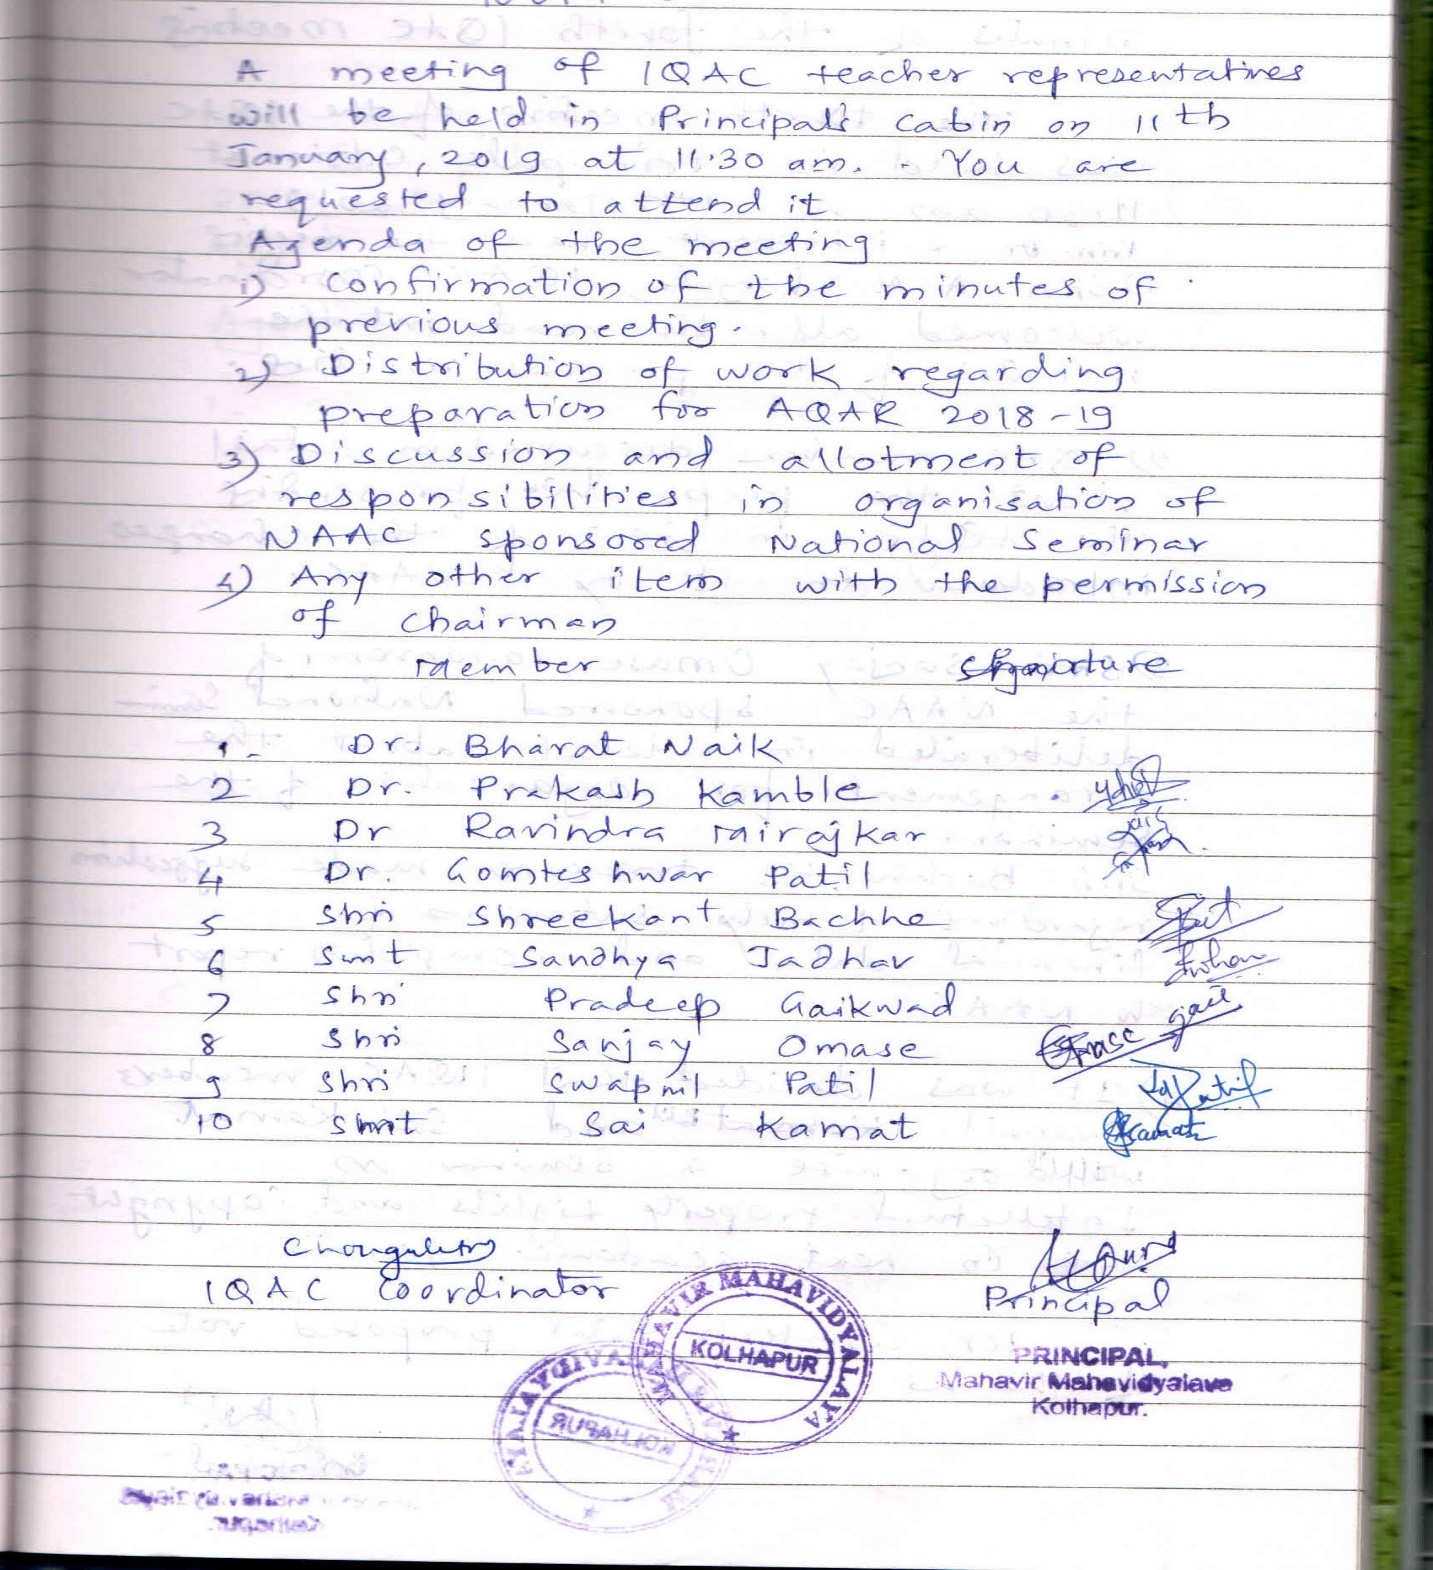 A meeting of IQAC teacher representatives
will be held in Principal's Cabin on 11th
January, 2019 at 11.30 am. You are
requested to attend it
Agenda of the meeting
1) Confirmation of the minutes of
previous meeting.
2) Distribution of work regarding
preparation for AQAR 2018-19
3) Discussion and allotment of
responsibilities in organisation of
NAAC sponsored National Seminar
4) Any other item with the permission
of chairman
Member Signature
1- Dr. Bharat Naik
2 Dr. Prakash Kamble
3 Dr Ravindra Mirajkar
4 Dr. Gomteshwar Patil
5 Shri Shreekant Bachhe
6 Smt Sandhya Jadhav
7 Shri Pradeep Gaikwad
8 Shri Sanjay Omase Omase
9 Shri Swapnil Patil
10 Smt Sai Kamat Kamat
IQAC Coordinator
Principal
MAHAVIR MAHAVIDYALAYA
KOLHAPUR
PRINCIPAL,
Mahavir Mahavidyalaya
Kolhapur.